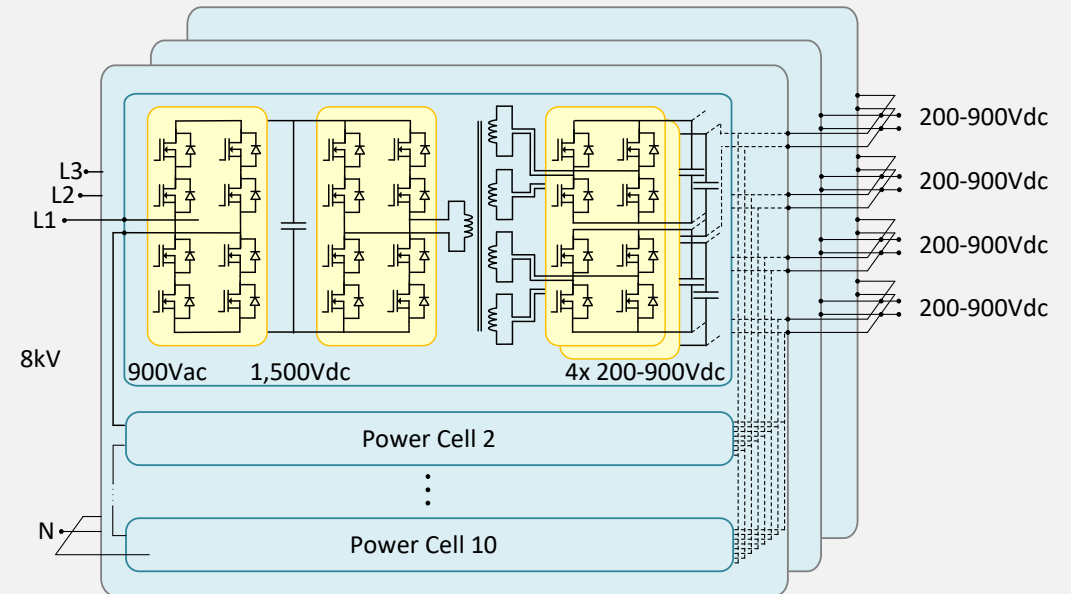 200-900Vdc
L3
200-900Vdc
L2
L1
200-900Vdc
200-900Vdc
8kV
900Vac
1,500Vdc
4x 200-900Vdc
Power Cell 2
N
Power Cell 10